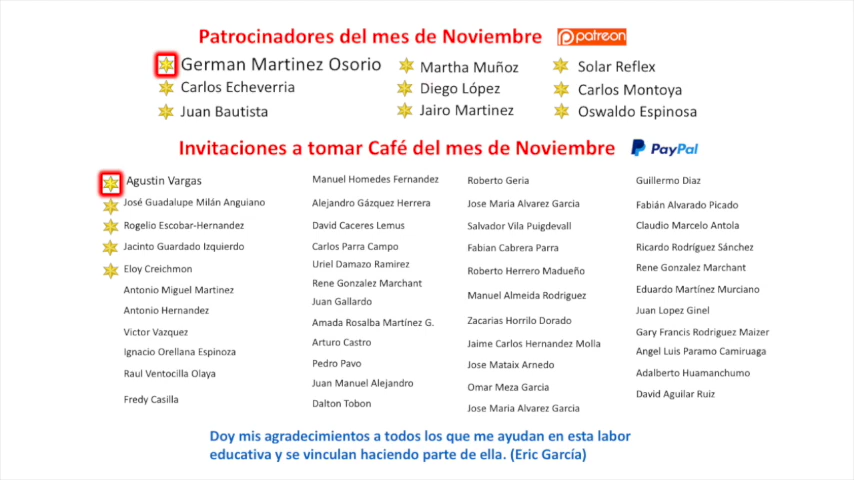 Patrocinadores del mes de Noviembre patreon
German Martinez Osorio
Carlos Echeverria
Juan Bautista
Martha Muñoz
Diego López
Jairo Martinez
Solar Reflex
Carlos Montoya
Oswaldo Espinosa
Invitaciones a tomar Café del mes de Noviembre PayPal
Agustin Vargas
José Guadalupe Milán Anguiano
Rogelio Escobar-Hernandez
Jacinto Guardado Izquierdo
Eloy Creichmon
Antonio Miguel Martinez
Antonio Hernandez
Victor Vazquez
Ignacio Orellana Espinoza
Raul Ventocilla Olaya
Fredy Casilla
Manuel Homedes Fernandez
Alejandro Gázquez Herrera
David Caceres Lemus
Carlos Parra Campo
Uriel Damazo Ramirez
Rene Gonzalez Marchant
Juan Gallardo
Amada Rosalba Martínez G.
Arturo Castro
Pedro Pavo
Juan Manuel Alejandro
Dalton Tobon
Roberto Geria
Jose Maria Alvarez Garcia
Salvador Vila Puigdevall
Fabian Cabrera Parra
Roberto Herrero Madueño
Manuel Almeida Rodriguez
Zacarias Horrilo Dorado
Jaime Carlos Hernandez Molla
Jose Mataix Arnedo
Omar Meza Garcia
Jose Maria Alvarez Garcia
Guillermo Diaz
Fabián Alvarado Picado
Claudio Marcelo Antola
Ricardo Rodríguez Sánchez
Rene Gonzalez Marchant
Eduardo Martínez Murciano
Juan Lopez Ginel
Gary Francis Rodriguez Maizer
Angel Luis Paramo Camiruaga
Adalberto Huamanchumo
David Aguilar Ruiz
Doy mis agradecimientos a todos los que me ayudan en esta labor
educativa y se vinculan haciendo parte de ella. (Eric García)